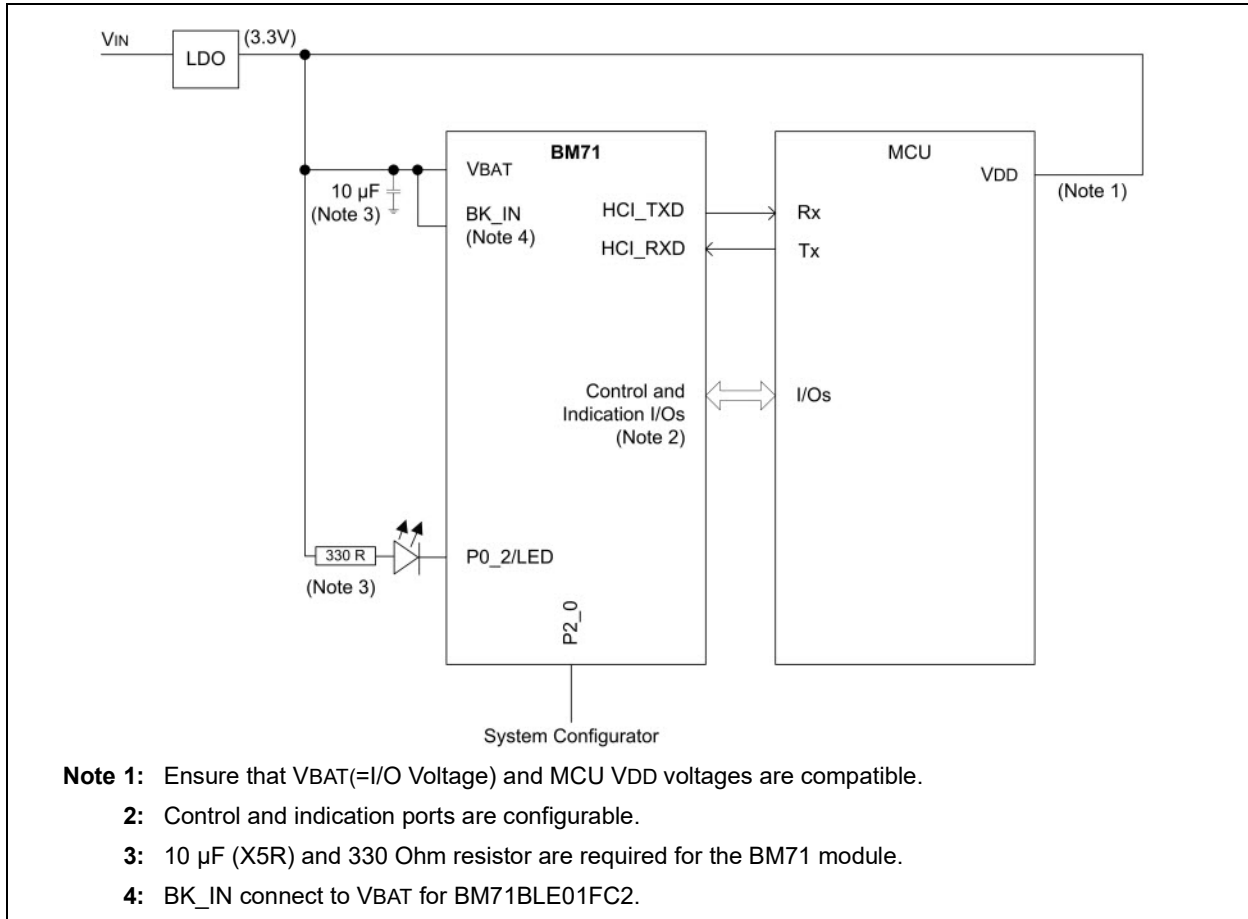 VIN
LDO
(3.3V)
BM71
MCU
VBAT
VDD
10 µF
(Note 3)
(Note 1)
BK_IN
(Note 4)
HCI_TXD
Rx
HCI_RXD
Tx
Control and
Indication I/Os
(Note 2)
I/Os
330 R
(Note 3)
P0_2/LED
P2_0
System Configurator
Note 1: Ensure that VBAT(=I/O Voltage) and MCU VDD voltages are compatible.
2: Control and indication ports are configurable.
3: 10 µF (X5R) and 330 Ohm resistor are required for the BM71 module.
4: BK_IN connect to VBAT for BM71BLE01FC2.